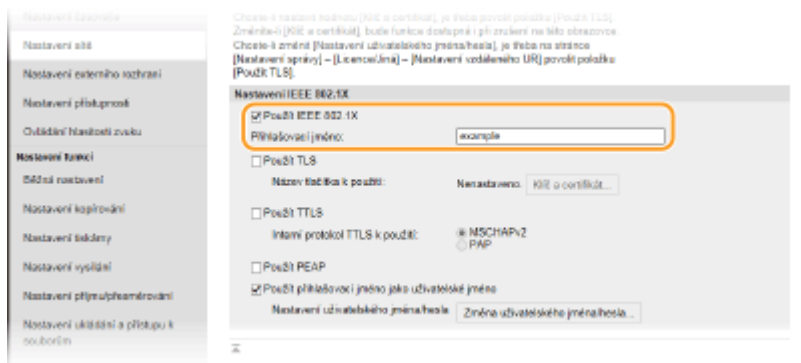 Nastavení časovače
Nastavení sítě
Nastavení externího rozhraní
Nastavení přístupnosti
Ovládání hlasitosti zvuku
Nastavení funkcí
Běžná nastavení
Nastavení kopírování
Nastavení tiskárny
Nastavení vysílání
Nastavení příjmu/přesměrování
Nastavení ukládání a přístupu k
souborům
Chcete-li nastavit hodnotu [Klíč a certifikát], je třeba povolit položku [Použít TLS].
Změníte-li [Klíč a certifikát], bude funkce dostupná i při zrušení na této obrazovce.
Chcete-li změnit [Nastavení uživatelského jména/hesla], je třeba na stránce
[Nastavení správy] – [Licence/Jiná] – [Nastavení vzdáleného UR] povolit položku
[Použít TLS].
Nastavení IEEE 802.1X
Použít IEEE 802.1X
Přihlašovací jméno: example
Použít TLS
Název tlačítka k použití: Nenastaveno. Klíč a certifikát...
Použít TTLS
Interní protokol TTLS k použití: MSCHAPv2
PAP
Použít PEAP
Použít přihlašovací jméno jako uživatelské jméno
Nastavení uživatelského jména/hesla Změna uživatelského jména/hesla...